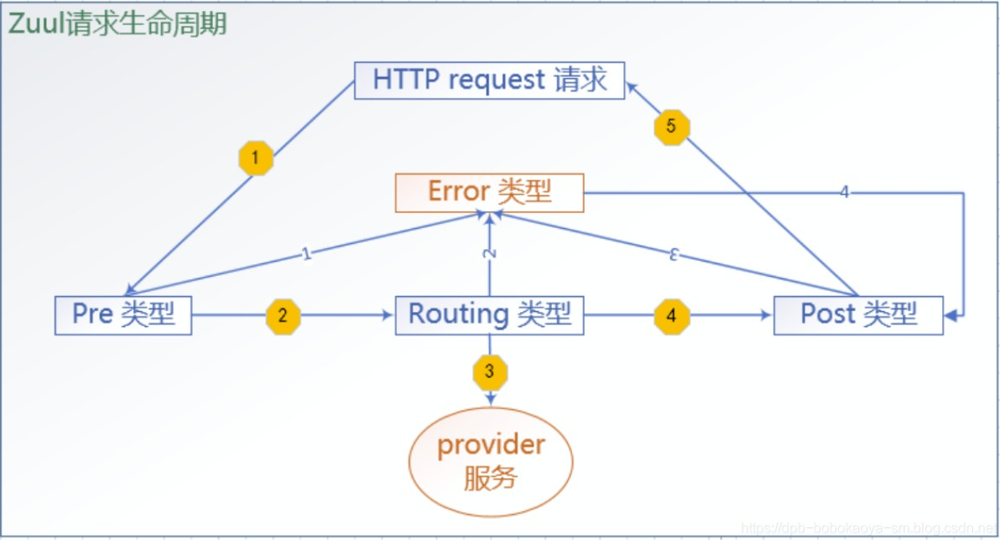 Zuul请求生命周期
HTTP request 请求
1
5
Error 类型
4
1
2
3
Pre 类型
2
Routing 类型
4
Post 类型
3
provider
服务
https://dpb-bobokaoya-sm.blog.csdn.net